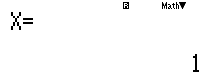 R Math▼
X=
1